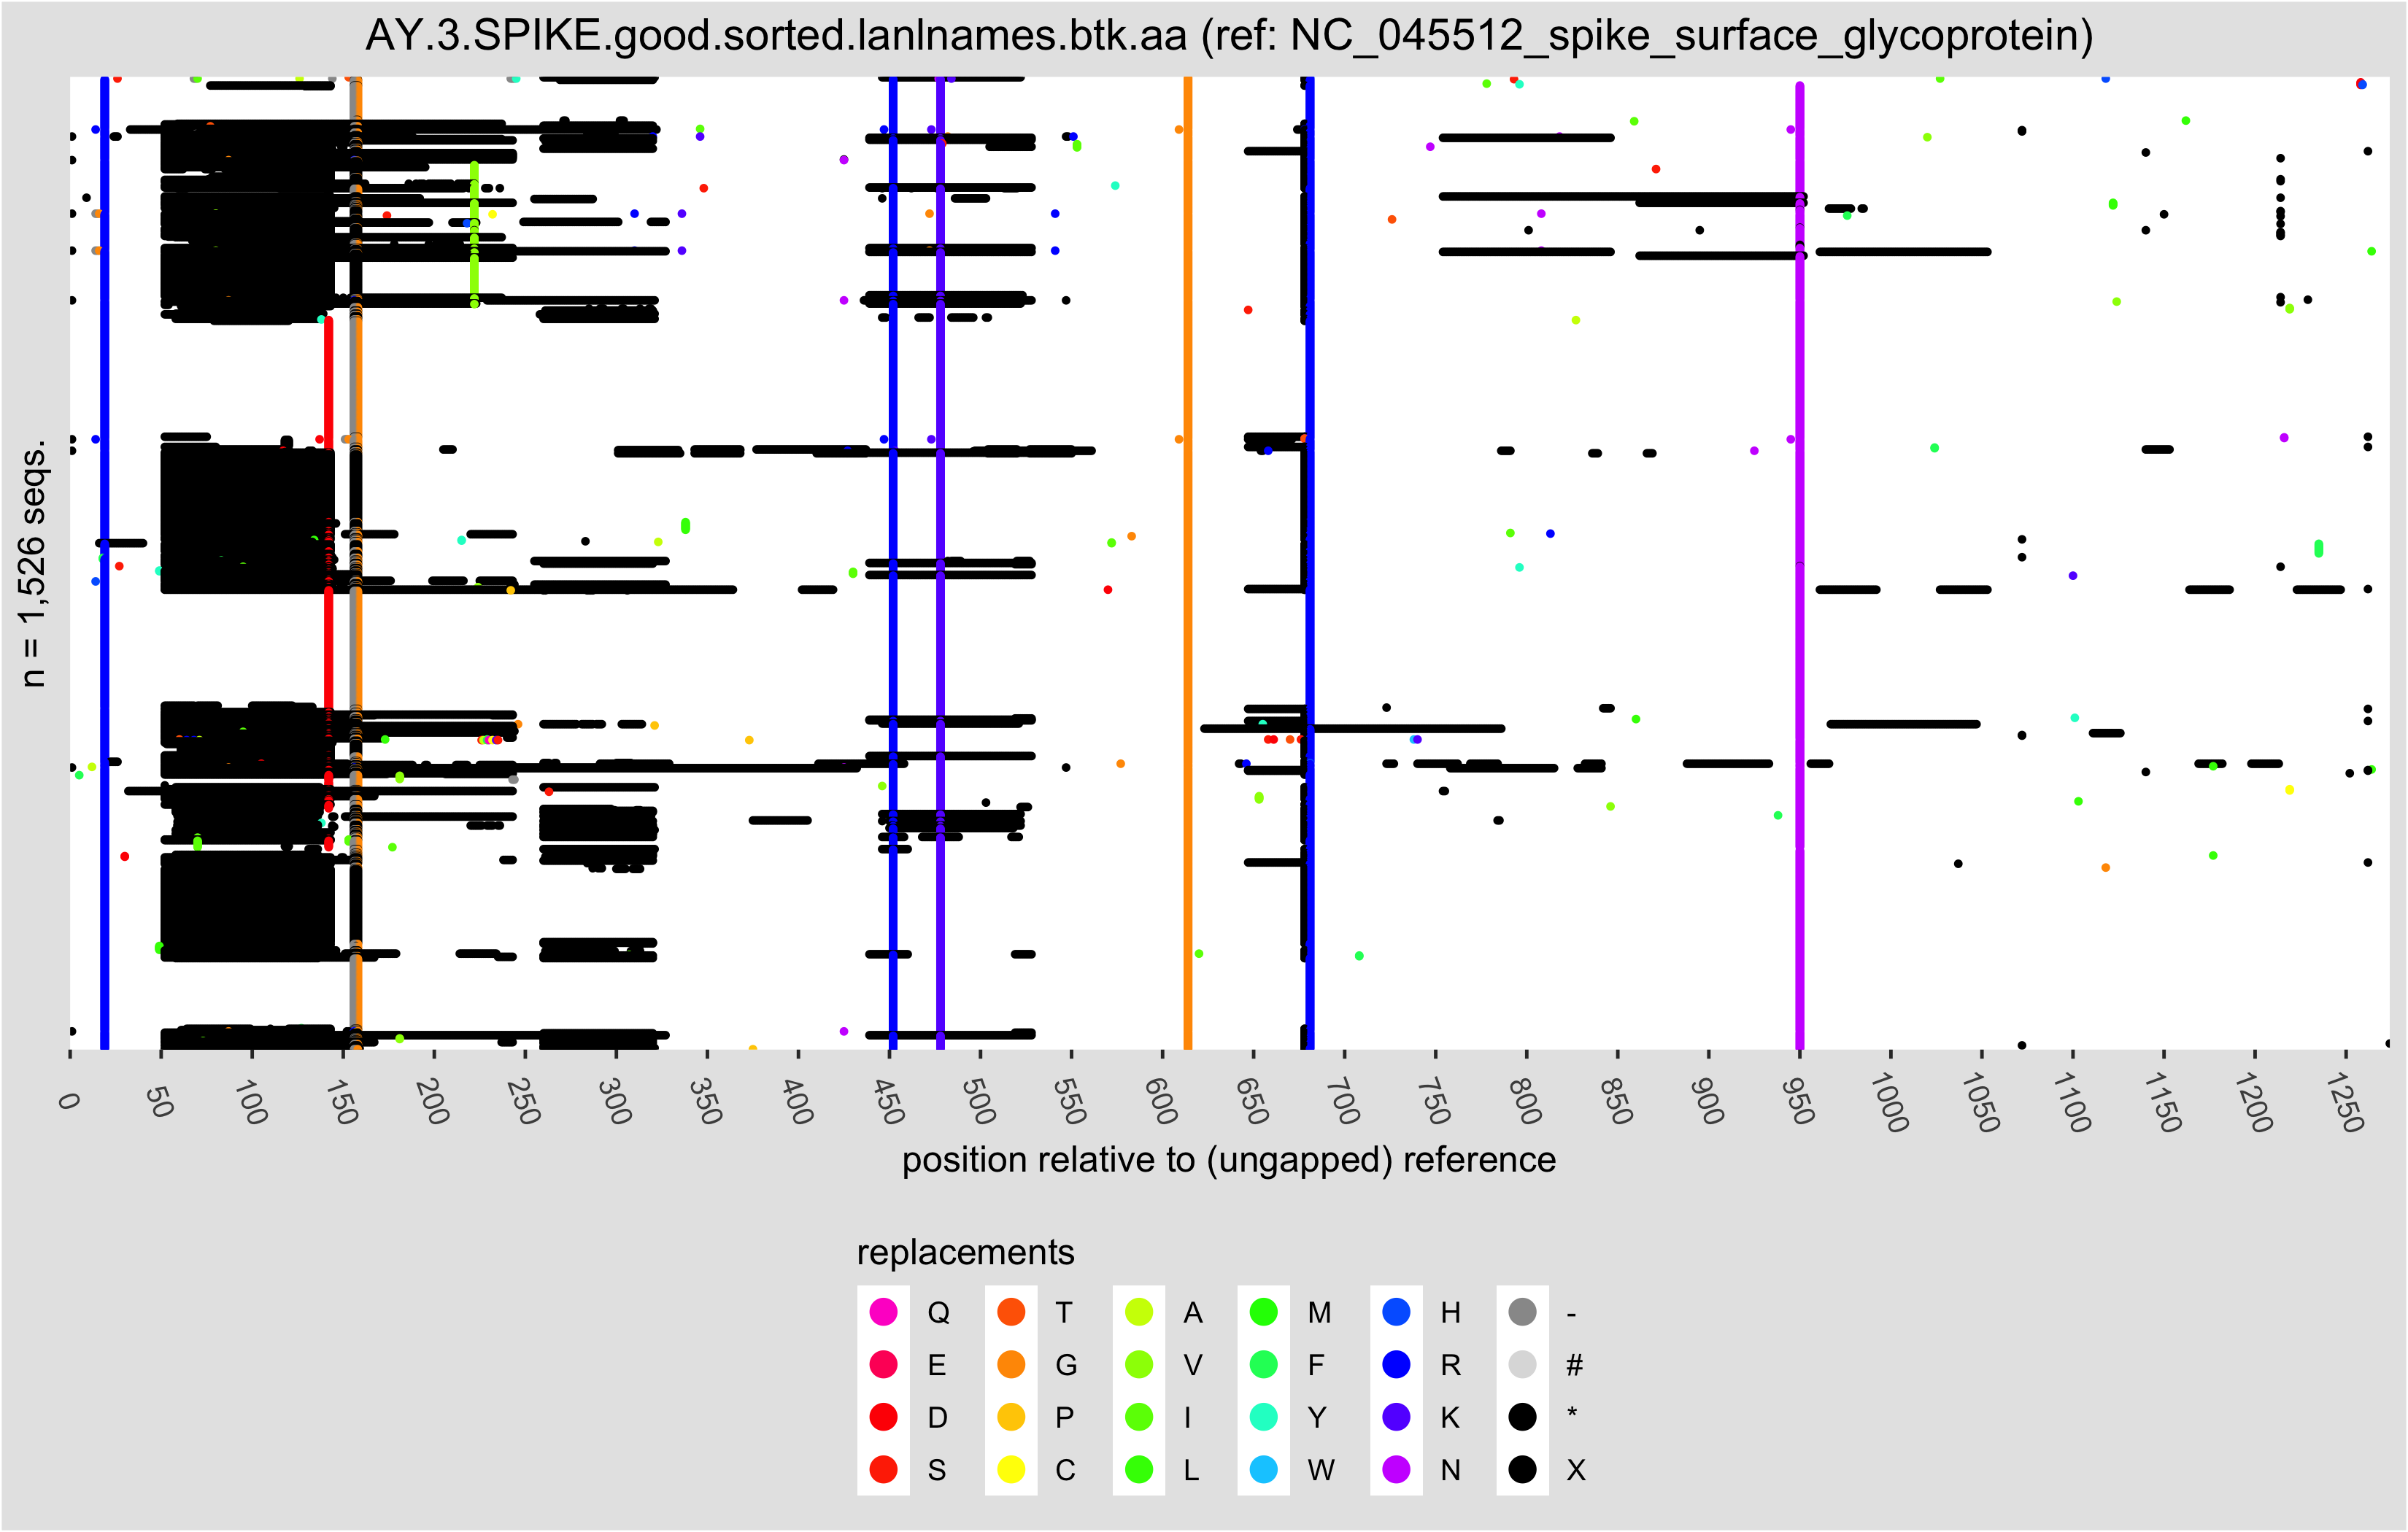 AY.3.SPIKE.good.sorted.lanlnames.btk.aa (ref: NC_045512_spike_surface_glycoprotein)
n = 1,526 seqs.
0 50 100 150 200 250 300 350 400 450 500 550 600 650 700 750 800 850 900 950 1000 1050 1100 1150 1200 1250
position relative to (ungapped) reference
replacements
Q T A M H -
E G V F R #
D P I Y K *
S C L W N X